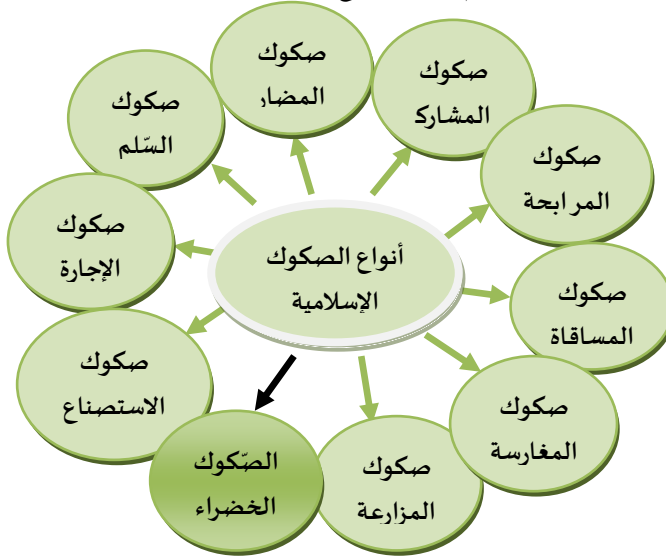 أنواع الصكوك
الإسلامية
صكوك
المضار
صكوك
المشارك
صكوك
المرابحة
صكوك
المساقاة
صكوك
المغارسة
صكوك
المزارعة
الصّكوك
الخضراء
صكوك
الاستصناع
صكوك
الإجارة
صكوك
السّلم